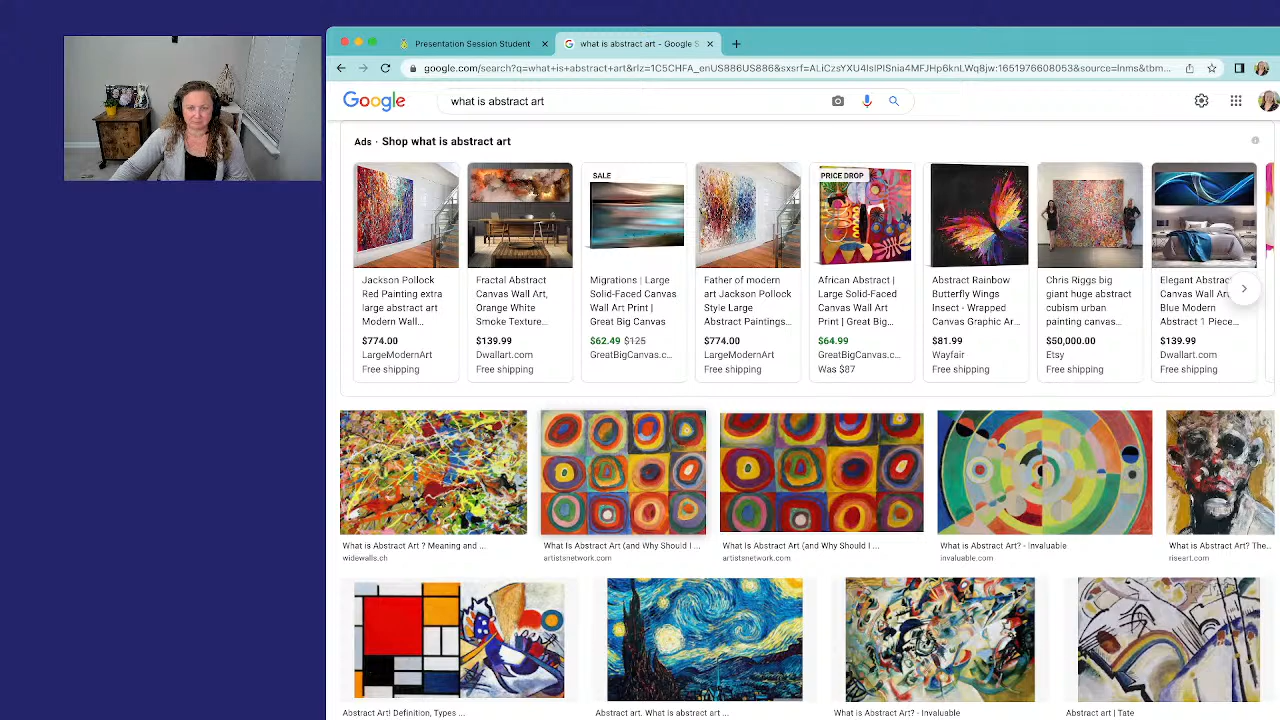 Presentation Session Student
what is abstract art - Google S
google.com/search?q=what+is+abstract+art&rlz=1C5CHFA_enUS886US886&sxsrf=ALiCzsYXU4IsIPISnia4MFJHp6knLWq8jw:1651976608053&source=lnms&tbm...
Google
what is abstract art
Ads · Shop what is abstract art
Jackson Pollock
Red Painting extra
large abstract art
Modern Wall...
$774.00
LargeModernArt
Free shipping
Fractal Abstract
Canvas Wall Art,
Orange White
Smoke Texture...
$139.99
Dwallart.com
Free shipping
SALE
Migrations | Large
Solid-Faced Canvas
Wall Art Print |
Great Big Canvas
$62.49 $125
GreatBigCanvas.c...
Father of modern
art Jackson Pollock
Style Large
Abstract Paintings...
$774.00
LargeModernArt
Free shipping
PRICE DROP
African Abstract |
Large Solid-Faced
Canvas Wall Art
Print | Great Big...
$64.99
GreatBigCanvas.c...
Was $87
Abstract Rainbow
Butterfly Wings
Insect - Wrapped
Canvas Graphic Ar...
$81.99
Wayfair
Free shipping
Chris Riggs big
giant huge abstract
cubism urban
painting canvas...
$50,000.00
Etsy
Free shipping
Elegant Abstract
Canvas Wall Art
Blue Modern
Abstract 1 Piece...
$139.99
Dwallart.com
Free shipping
What is Abstract Art ? Meaning and ...
widewalls.ch
What Is Abstract Art (and Why Should I ...
artistsnetwork.com
What Is Abstract Art (and Why Should I ...
artistsnetwork.com
What is Abstract Art? - Invaluable
invaluable.com
What is Abstract Art? The...
riseart.com
Abstract Art! Definition, Types ...
Abstract art. What is abstract art ...
What is Abstract Art? - Invaluable
Abstract art | Tate